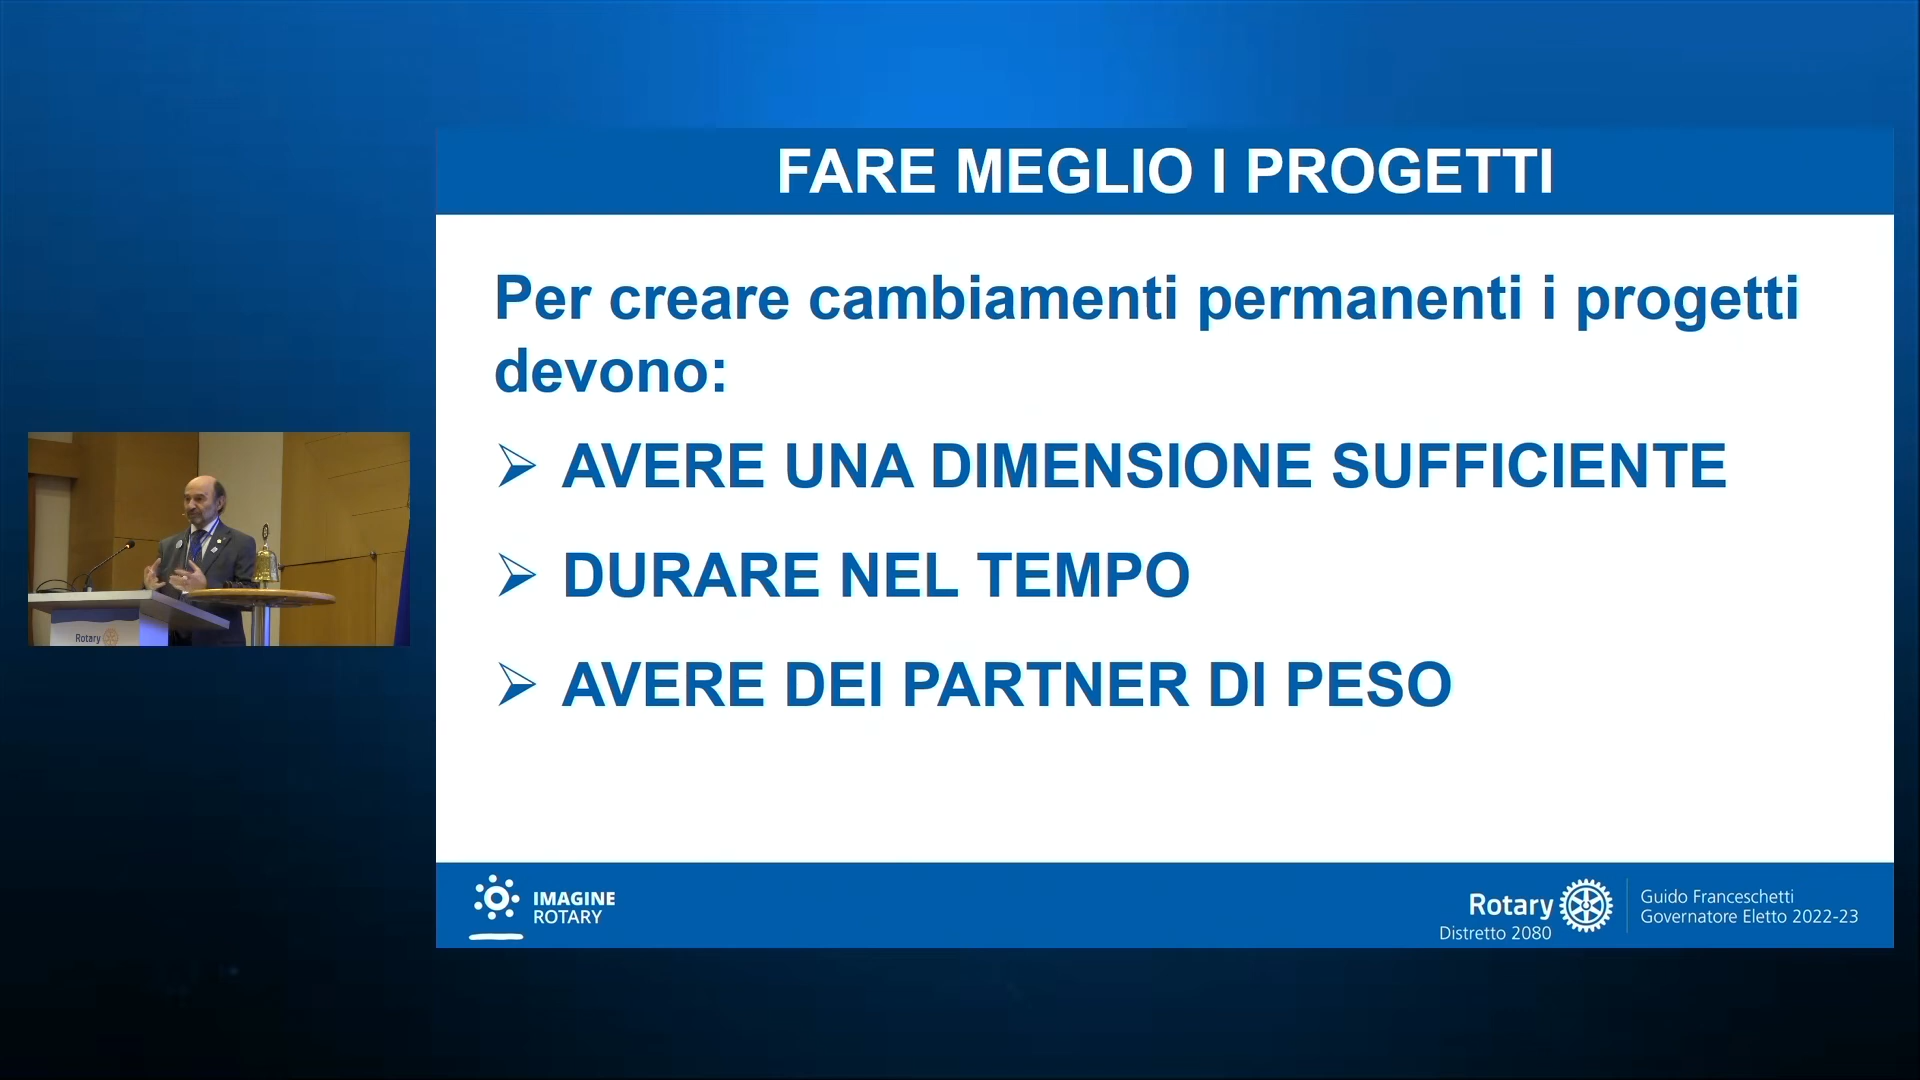 FARE MEGLIO I PROGETTI
Per creare cambiamenti permanenti i progetti
devono:
AVERE UNA DIMENSIONE SUFFICIENTE
DURARE NEL TEMPO
AVERE DEI PARTNER DI PESO
Rotary
IMAGINE
ROTARY
Rotary
Distretto 2080
Guido Franceschetti
Governatore Eletto 2022-23